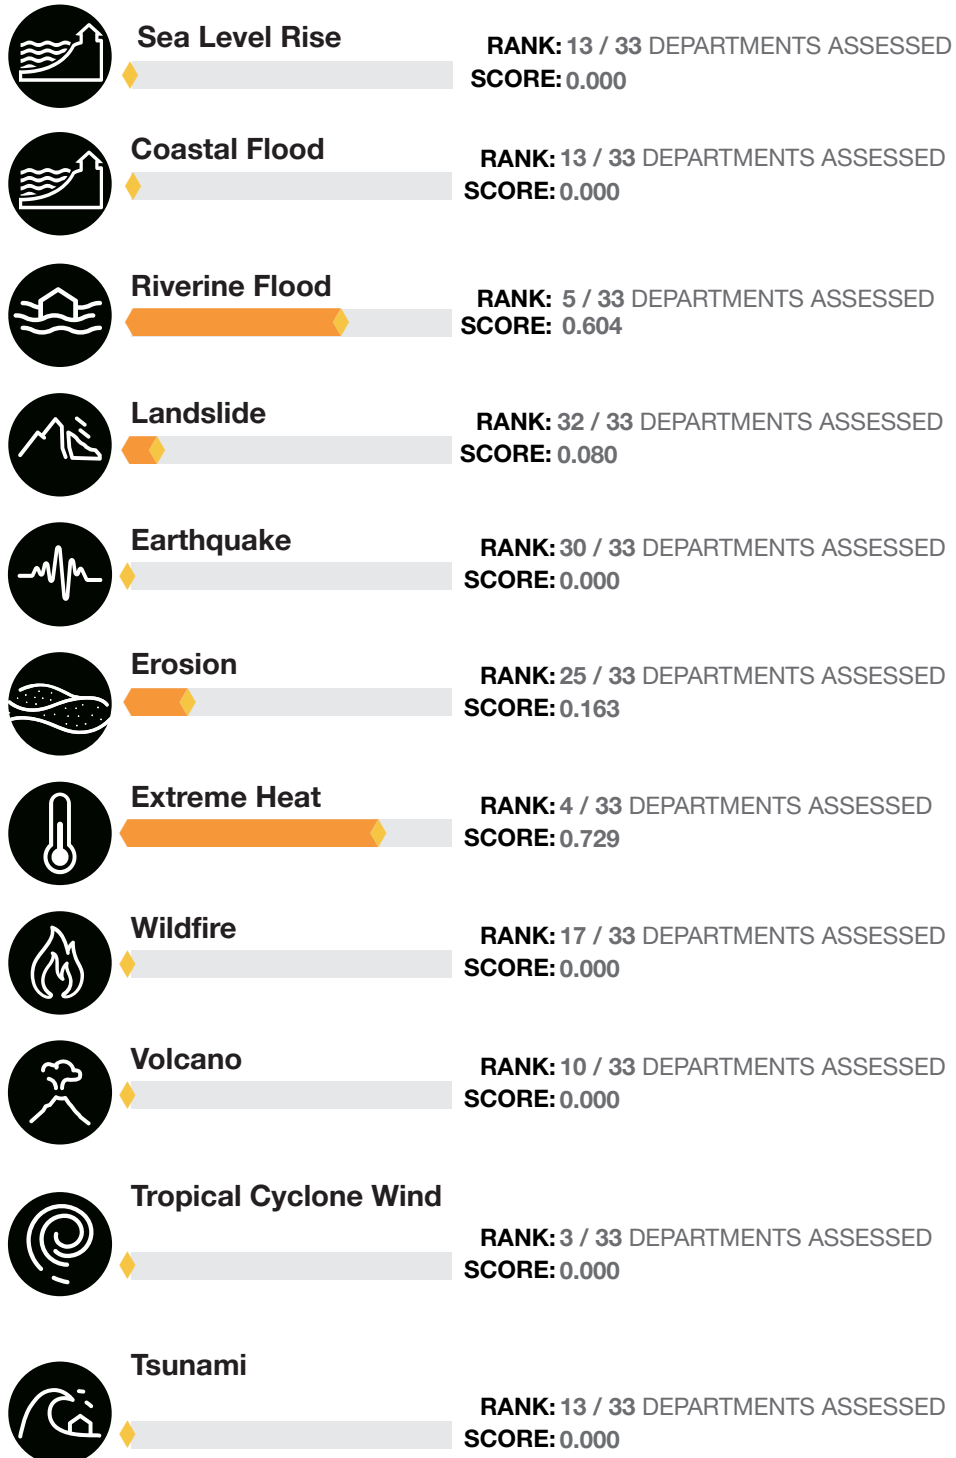 Sea Level Rise
RANK: 13 / 33 DEPARTMENTS ASSESSED
SCORE: 0.000
Coastal Flood
RANK: 13 / 33 DEPARTMENTS ASSESSED
SCORE: 0.000
Riverine Flood
RANK: 5 / 33 DEPARTMENTS ASSESSED
SCORE: 0.604
Landslide
RANK: 32 / 33 DEPARTMENTS ASSESSED
SCORE: 0.080
Earthquake
RANK: 30 / 33 DEPARTMENTS ASSESSED
SCORE: 0.000
Erosion
RANK: 25 / 33 DEPARTMENTS ASSESSED
SCORE: 0.163
Extreme Heat
RANK: 4 / 33 DEPARTMENTS ASSESSED
SCORE: 0.729
Wildfire
RANK: 17 / 33 DEPARTMENTS ASSESSED
SCORE: 0.000
Volcano
RANK: 10 / 33 DEPARTMENTS ASSESSED
SCORE: 0.000
Tropical Cyclone Wind
RANK: 3 / 33 DEPARTMENTS ASSESSED
SCORE: 0.000
Tsunami
RANK: 13 / 33 DEPARTMENTS ASSESSED
SCORE: 0.000